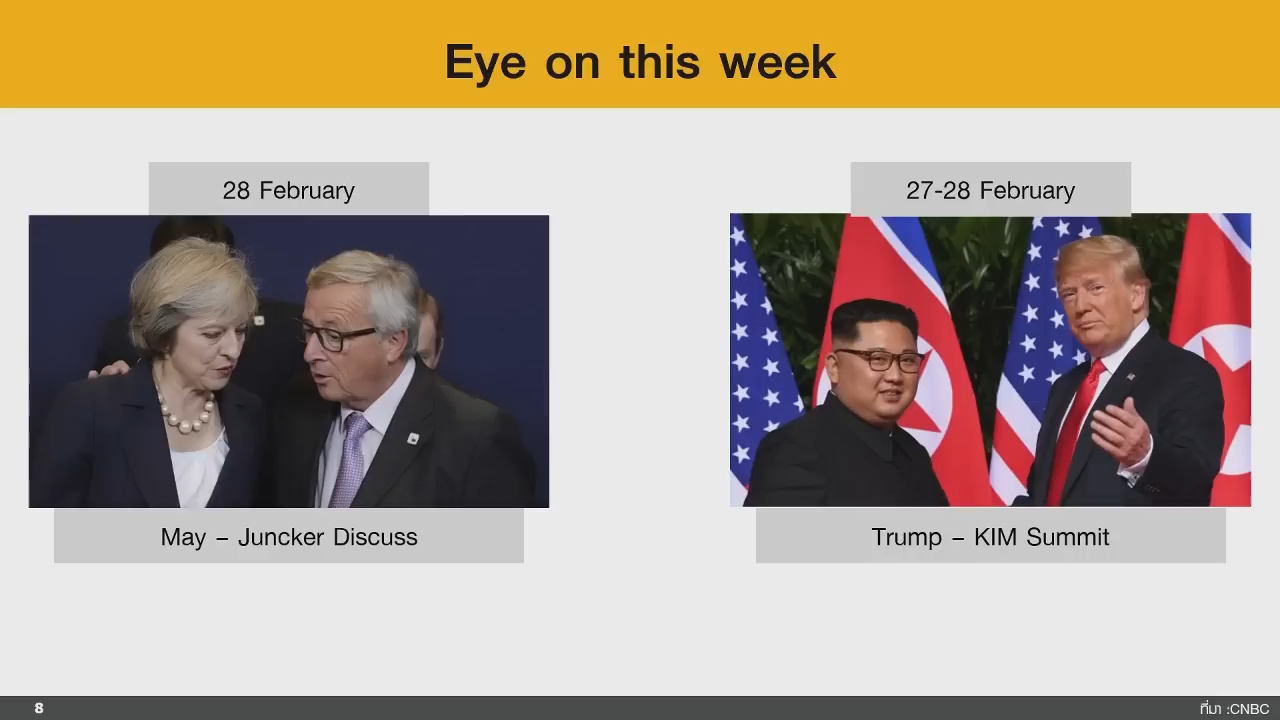 Eye on this week
28 February
May – Juncker Discuss
27-28 February
Trump – KIM Summit
8
ที่มา :CNBC